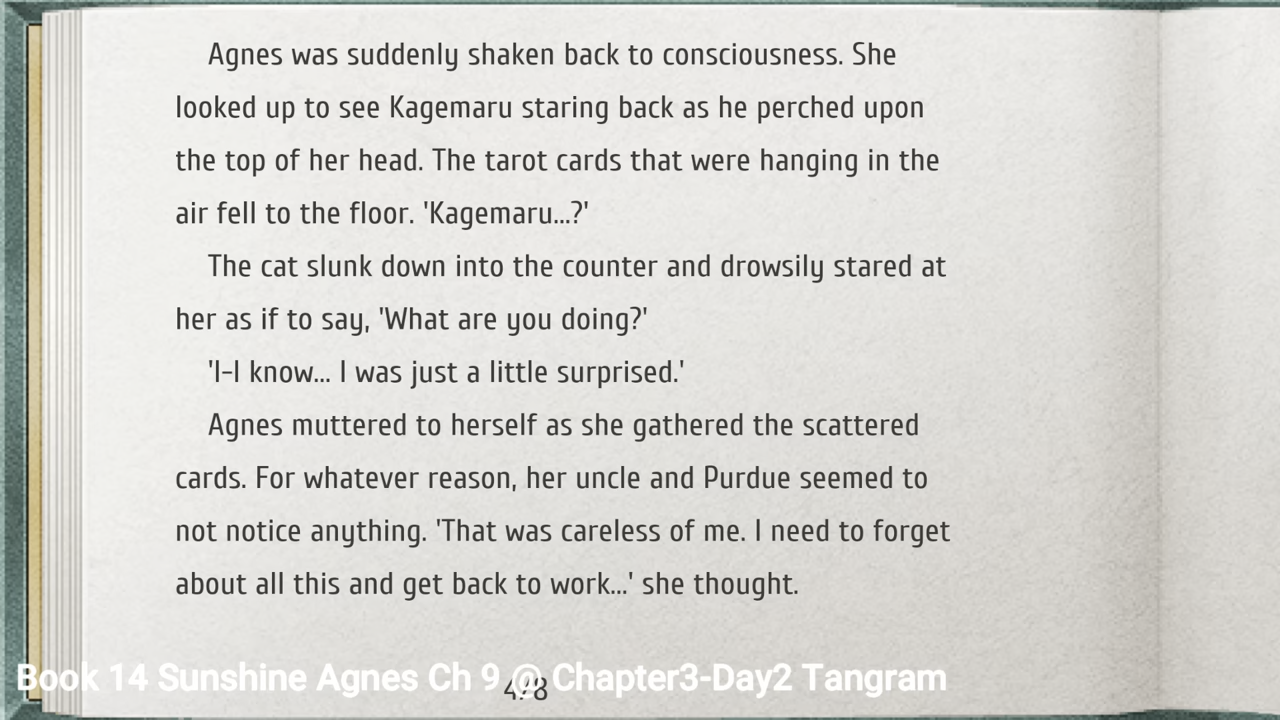 Agnes was suddenly shaken back to consciousness. She
looked up to see Kagemaru staring back as he perched upon
the top of her head. The tarot cards that were hanging in the
air fell to the floor. 'Kagemaru...?'
The cat slunk down into the counter and drowsily stared at
her as if to say, 'What are you doing?'
'I-I know... I was just a little surprised.'
Agnes muttered to herself as she gathered the scattered
cards. For whatever reason, her uncle and Purdue seemed to
not notice anything. 'That was careless of me. I need to forget
about all this and get back to work...' she thought.
Book 14 Sunshine Agnes Ch 9 @ Chapter3-Day2 Tangram
4/8